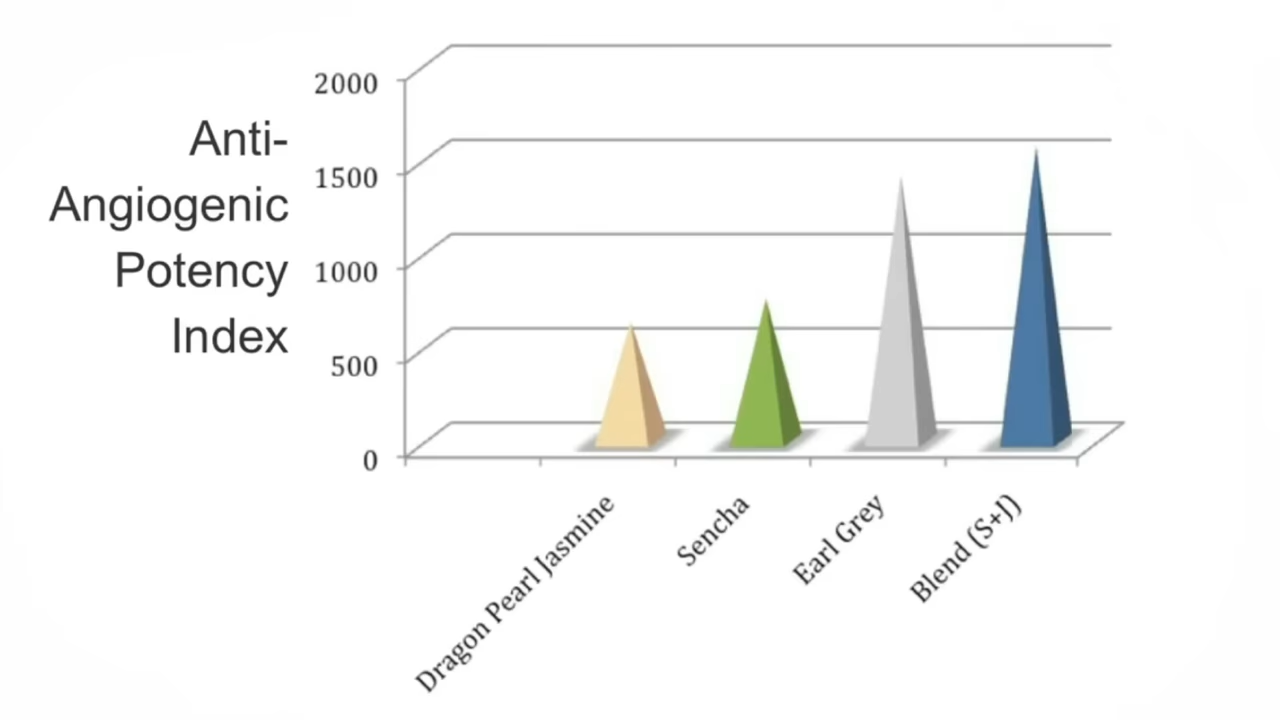 Anti-
Angiogenic
Potency
Index
2000
1500
1000
500
0
Dragon Pearl Jasmine
Sencha
Earl Grey
Blend (S+J)